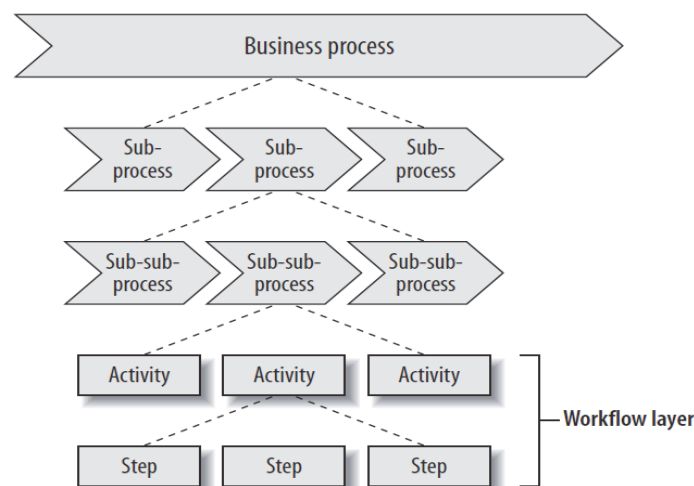 Business process
Sub-
process
Sub-
process
Sub-
process
Sub-sub-
process
Sub-sub-
process
Sub-sub-
process
Activity
Activity
Activity
Workflow layer
Step
Step
Step